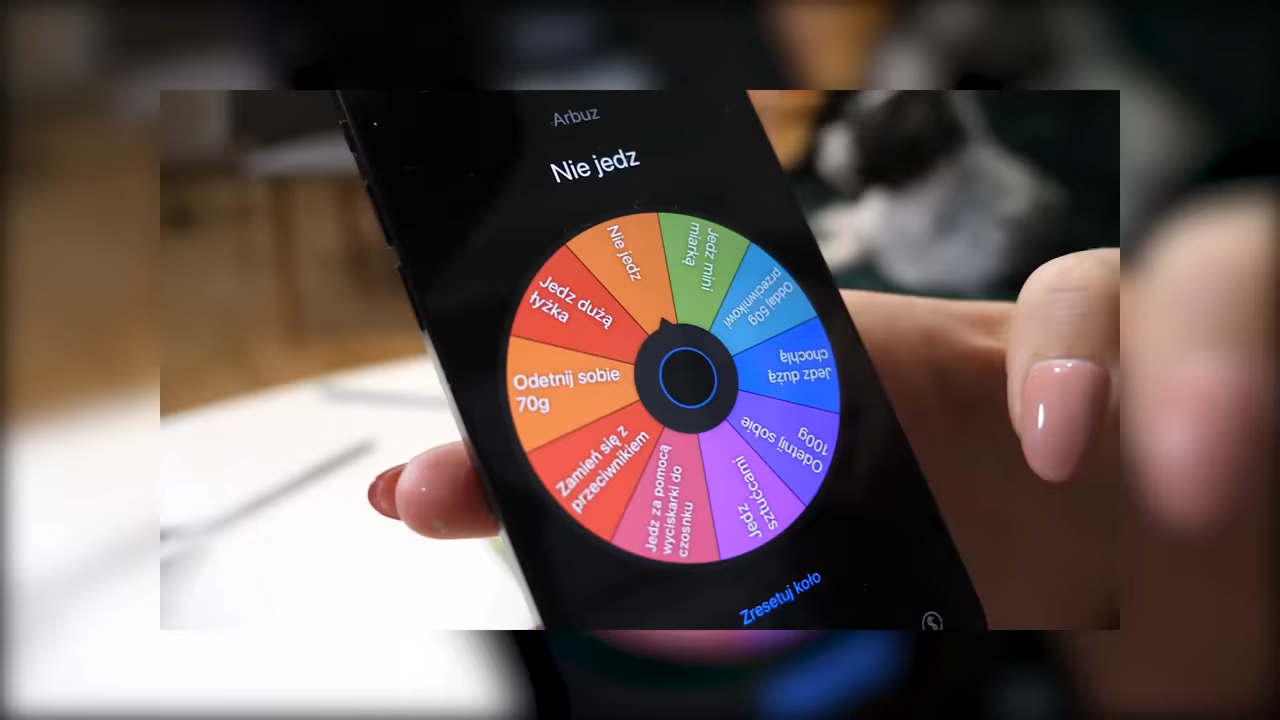 Arbuz
Nie jedz
Nie jedz
Jedz mini
miarką
Oddaj 50g
przeciwnikowi
Jedz dużą
chochlą
Odetnij sobie
100g
Jedz
sztućcami
Jedz za pomocą
wyciskarki do
czosnku
Zamień się z
przeciwnikiem
Odetnij sobie
70g
Jedz dużą
łyżka
Zresetuj koło